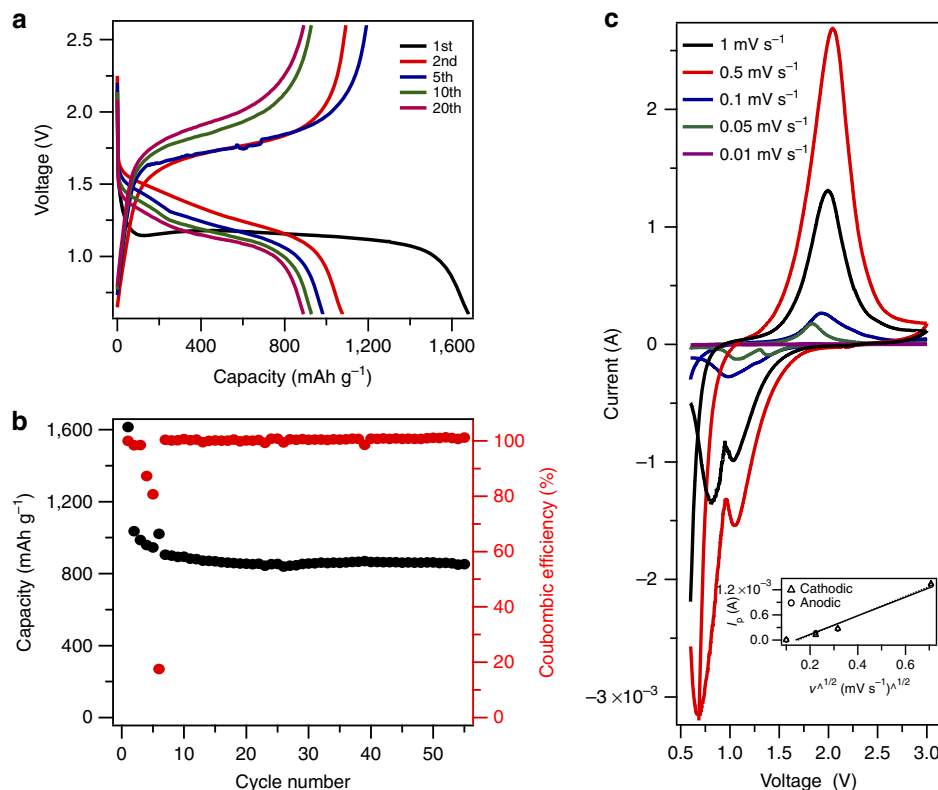 a
2.5
2.0
1.5
1.0
Voltage (V)
1st
2nd
5th
10th
20th
0
400
800
1,200
1,600
Capacity (mAh g⁻¹)
b
1,600
1,200
800
400
0
Capacity (mAh g⁻¹)
100
80
60
40
20
0
Coubombic efficiency (%)
0
10
20
30
40
50
Cycle number
c
1 mV s⁻¹
0.5 mV s⁻¹
0.1 mV s⁻¹
0.05 mV s⁻¹
0.01 mV s⁻¹
2
1
0
−1
−2
−3 ×10⁻³
Current (A)
0.5
1.0
1.5
2.0
2.5
3.0
Voltage (V)
1.2 ×10⁻³
0.6
0.0
Iₚ (A)
Cathodic
Anodic
0.2
0.4
0.6
v^1/2 (mV s⁻¹)^1/2